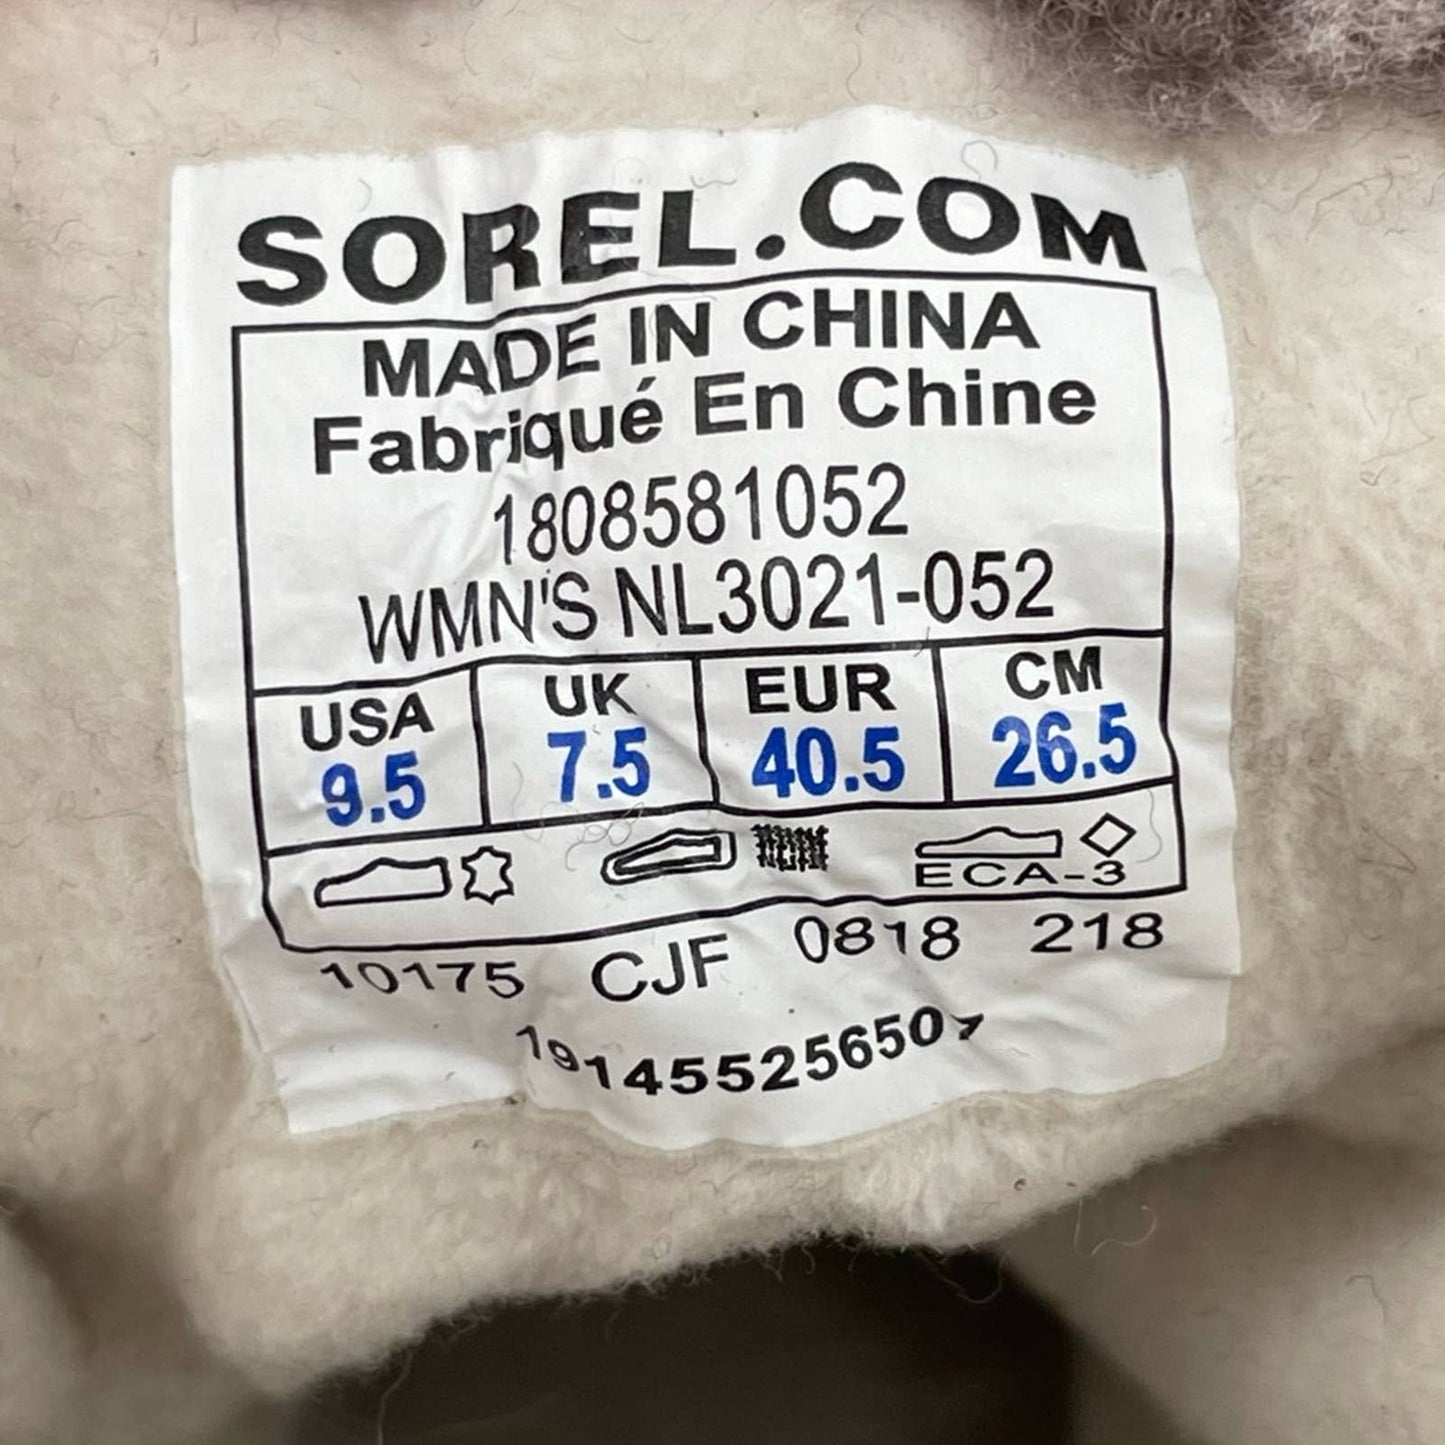 SOREL.COM
MADE IN CHINA
Fabriqué En Chine
1808581052
WMN'S NL3021-052
USA UK EUR CM
9.5 7.5 40.5 26.5
ECA-3
10175 CJF 0818 218
191455256507